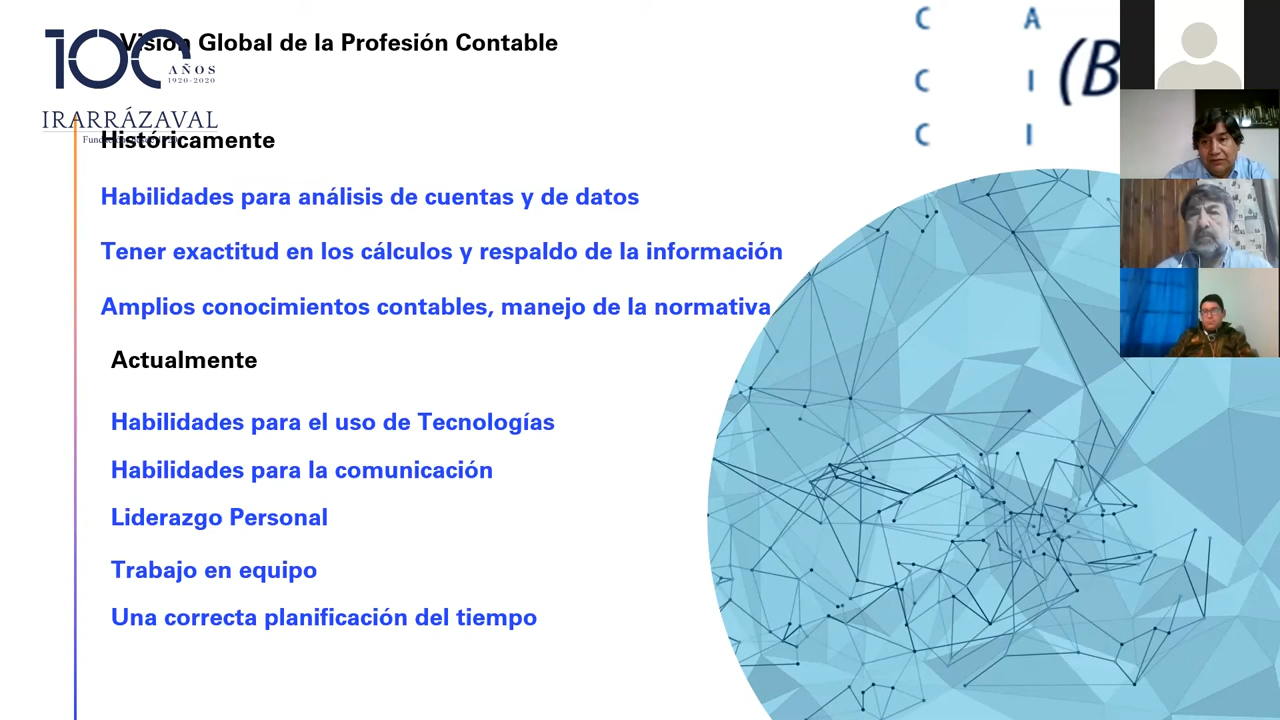 Visión Global de la Profesión Contable
100
AÑOS
1920-2020
IRARRÁZAVAL
Históricamente
Habilidades para análisis de cuentas y de datos
Tener exactitud en los cálculos y respaldo de la información
Amplios conocimientos contables, manejo de la normativa
Actualmente
Habilidades para el uso de Tecnologías
Habilidades para la comunicación
Liderazgo Personal
Trabajo en equipo
Una correcta planificación del tiempo
C A
C I
C I
(B